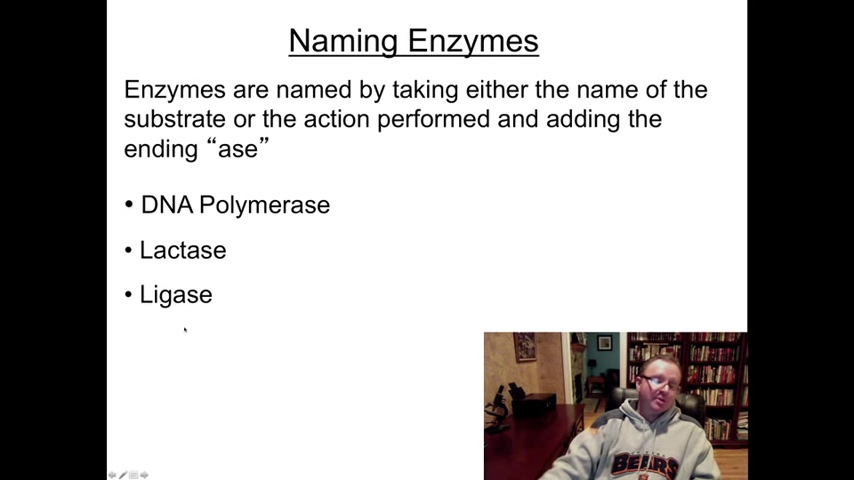 Naming Enzymes
Enzymes are named by taking either the name of the
substrate or the action performed and adding the
ending “ase”
• DNA Polymerase
• Lactase
• Ligase
BEARS